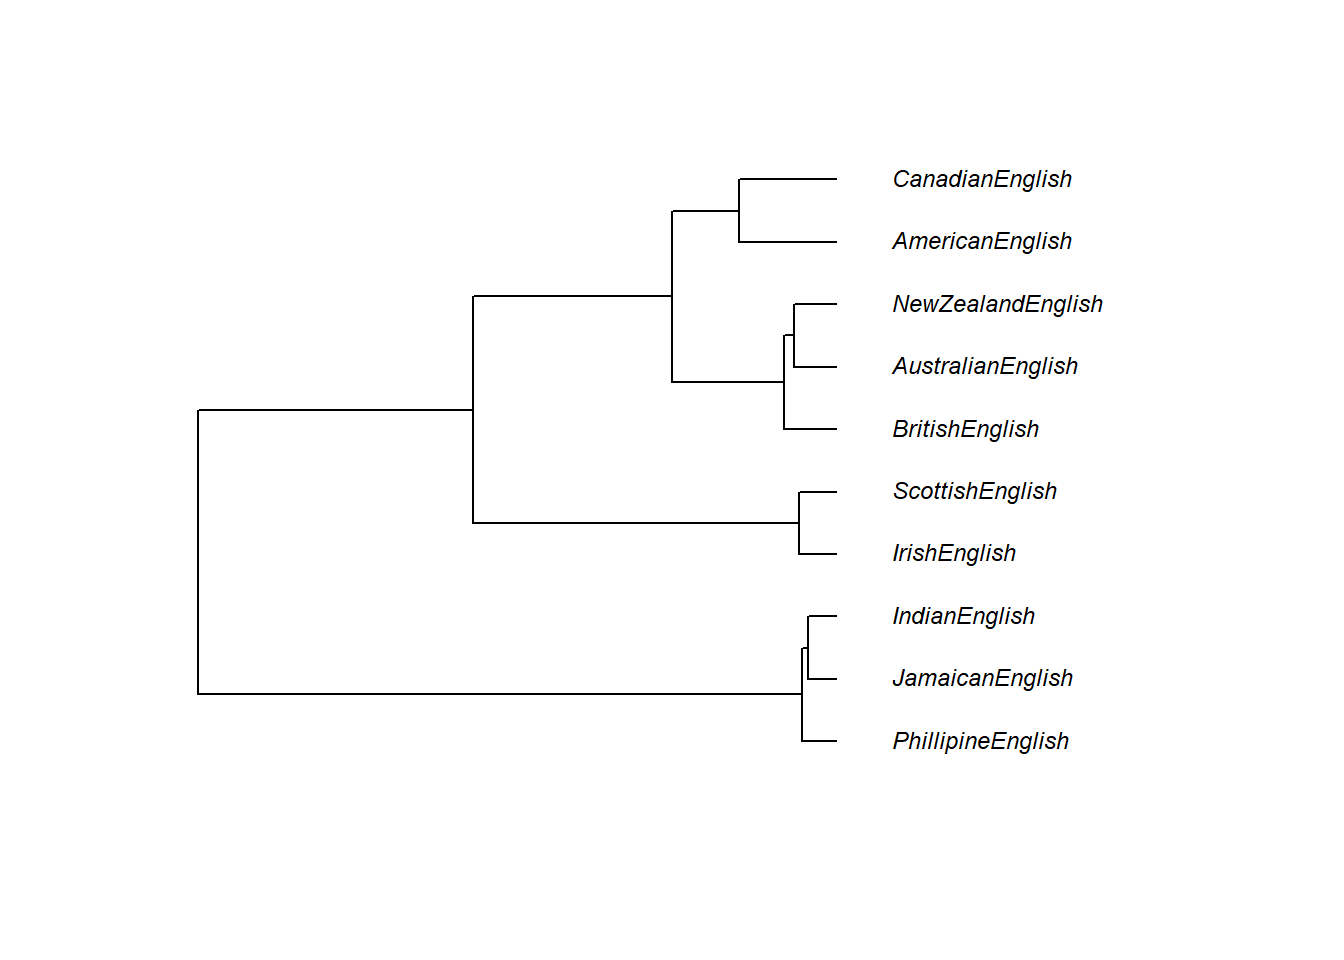 CanadianEnglish
AmericanEnglish
NewZealandEnglish
AustralianEnglish
BritishEnglish
ScottishEnglish
IrishEnglish
IndianEnglish
JamaicanEnglish
PhillipineEnglish